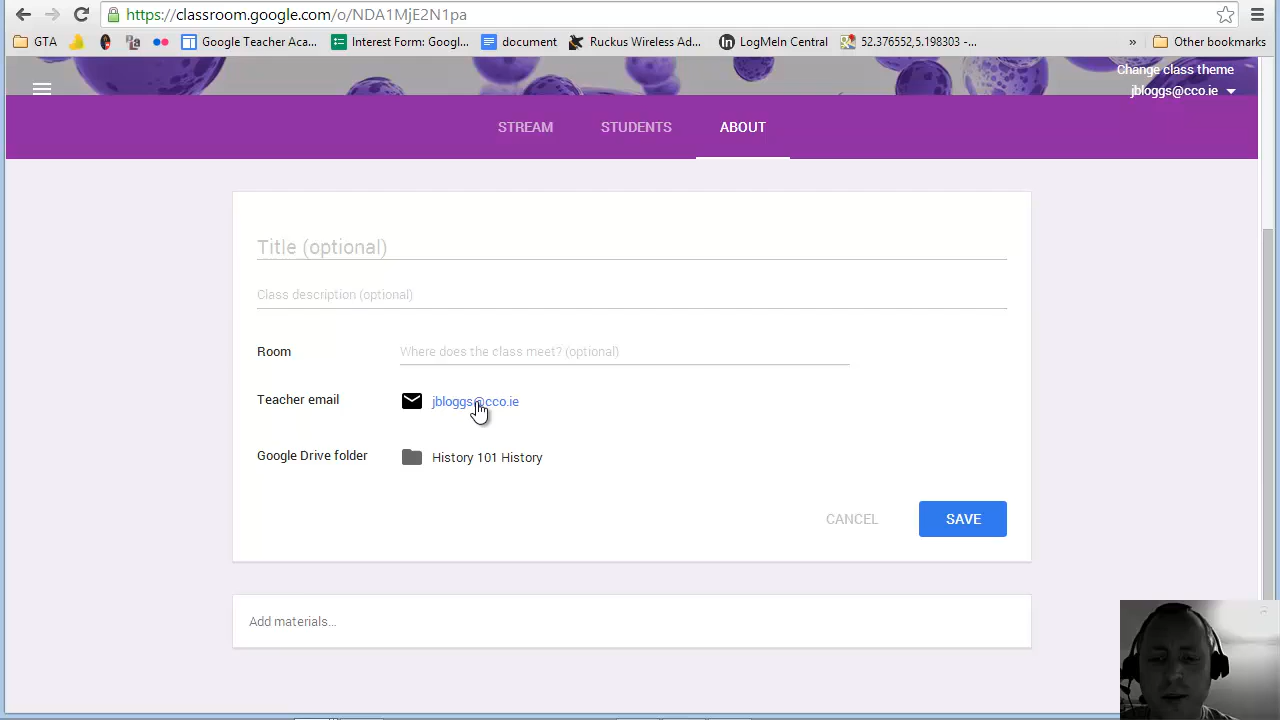 https://classroom.google.com/o/NDA1MjE2N1pa
GTA
Google Teacher Aca...
Interest Form: Googl...
document
Ruckus Wireless Ad...
LogMeIn Central
52.376552,5.198303 -...
»
Other bookmarks
Change class theme
jbloggs@cco.ie
STREAM
STUDENTS
ABOUT
Title (optional)
Class description (optional)
Room
Where does the class meet? (optional)
Teacher email
jbloggs@cco.ie
Google Drive folder
History 101 History
CANCEL
SAVE
Add materials...